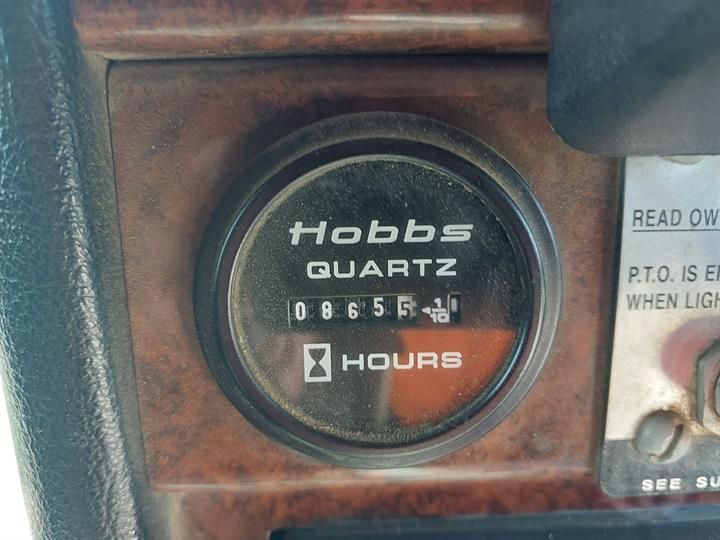 Hobbs
QUARTZ
08655 1/10
HOURS
READ OW
P.T.O. IS E
WHEN LIGH
SEE SU